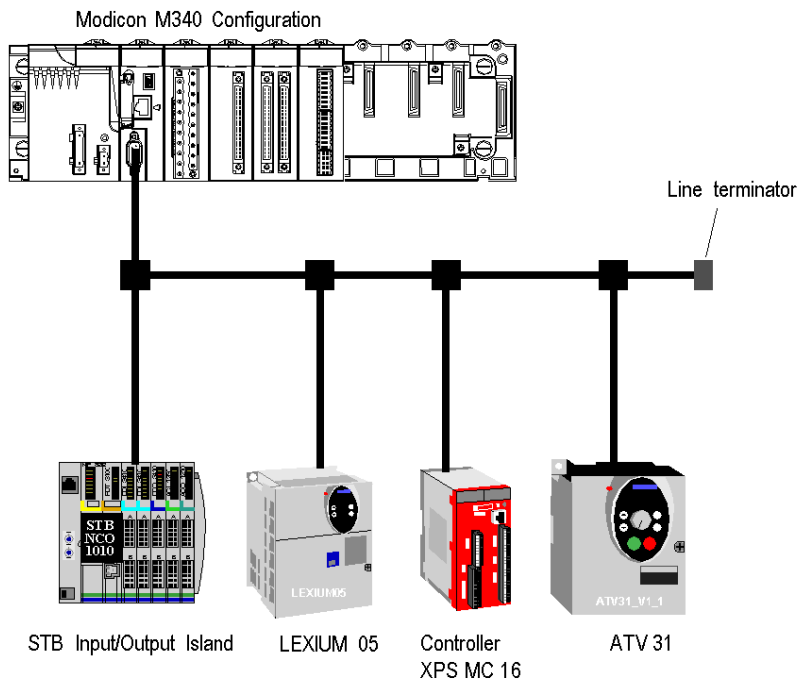 Modicon M340 Configuration
Line terminator
STB
NCO
1010
LEXIUM05
ATV31_V1_1
STB Input/Output Island
LEXIUM 05
Controller
XPS MC 16
ATV 31